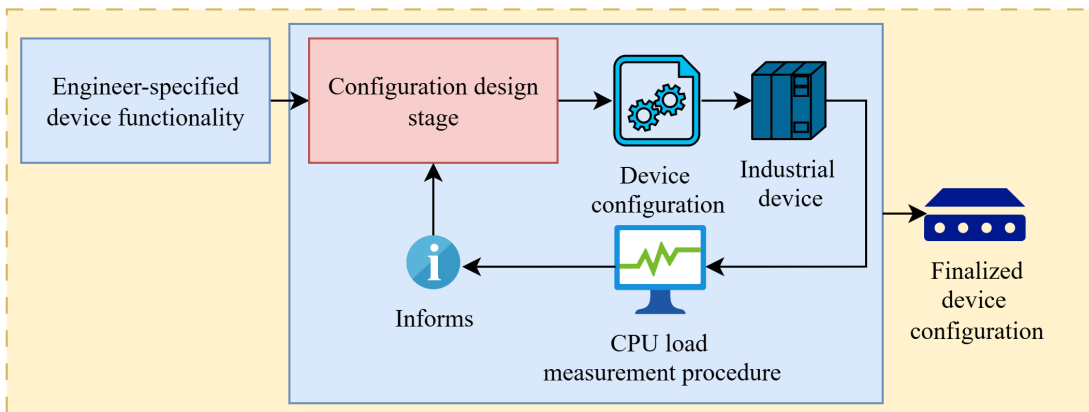 Engineer-specified
device functionality
Configuration design
stage
Device
configuration
Industrial
device
Informs
CPU load
measurement procedure
Finalized
device
configuration